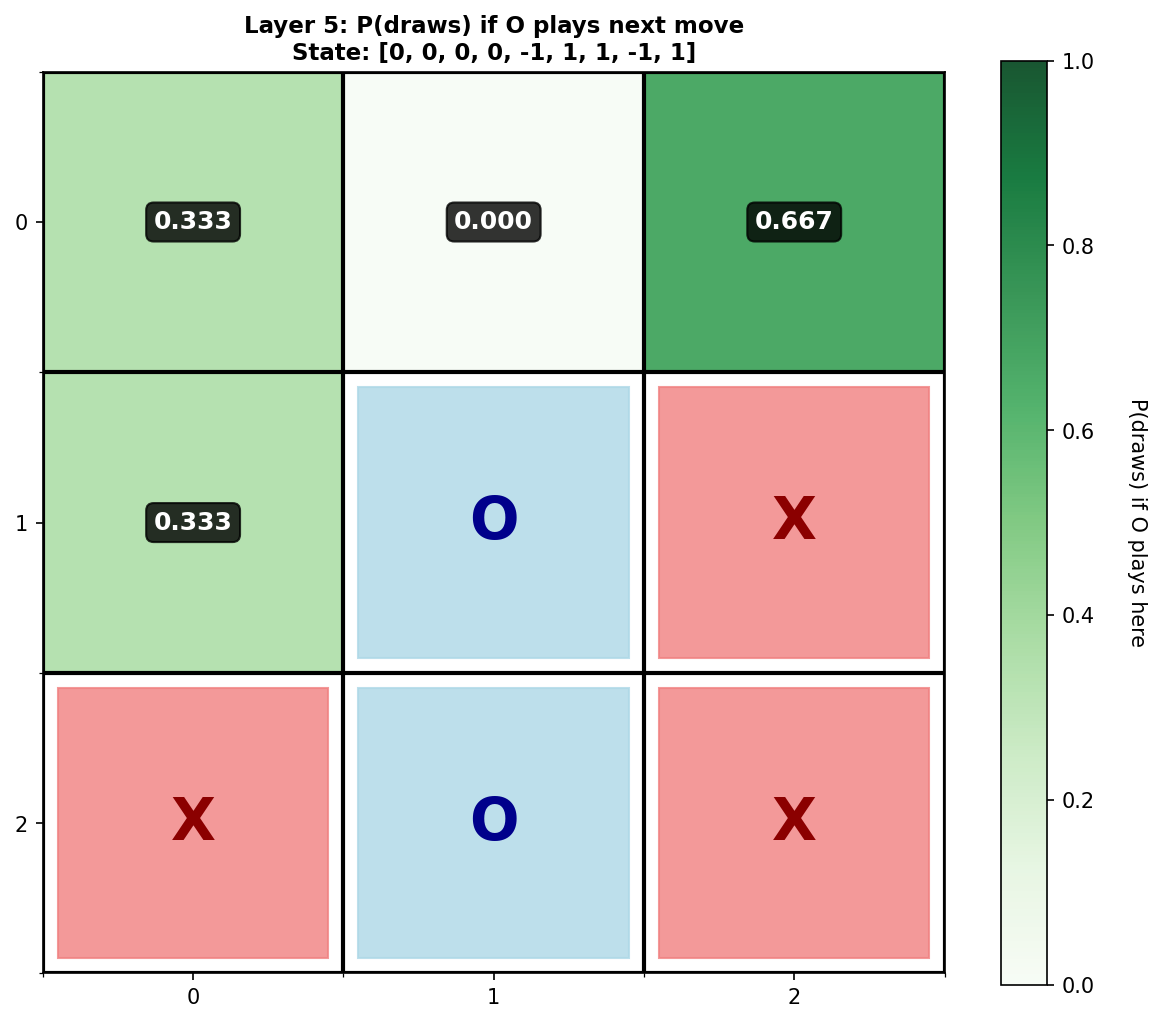 Layer 5: P(draws) if O plays next move
State: [0, 0, 0, 0, -1, 1, 1, -1, 1]
0.333
0.000
0.667
0.333
O
X
X
O
X
0
1
2
0
1
2
1.0
0.8
0.6
0.4
0.2
0.0
P(draws) if O plays here